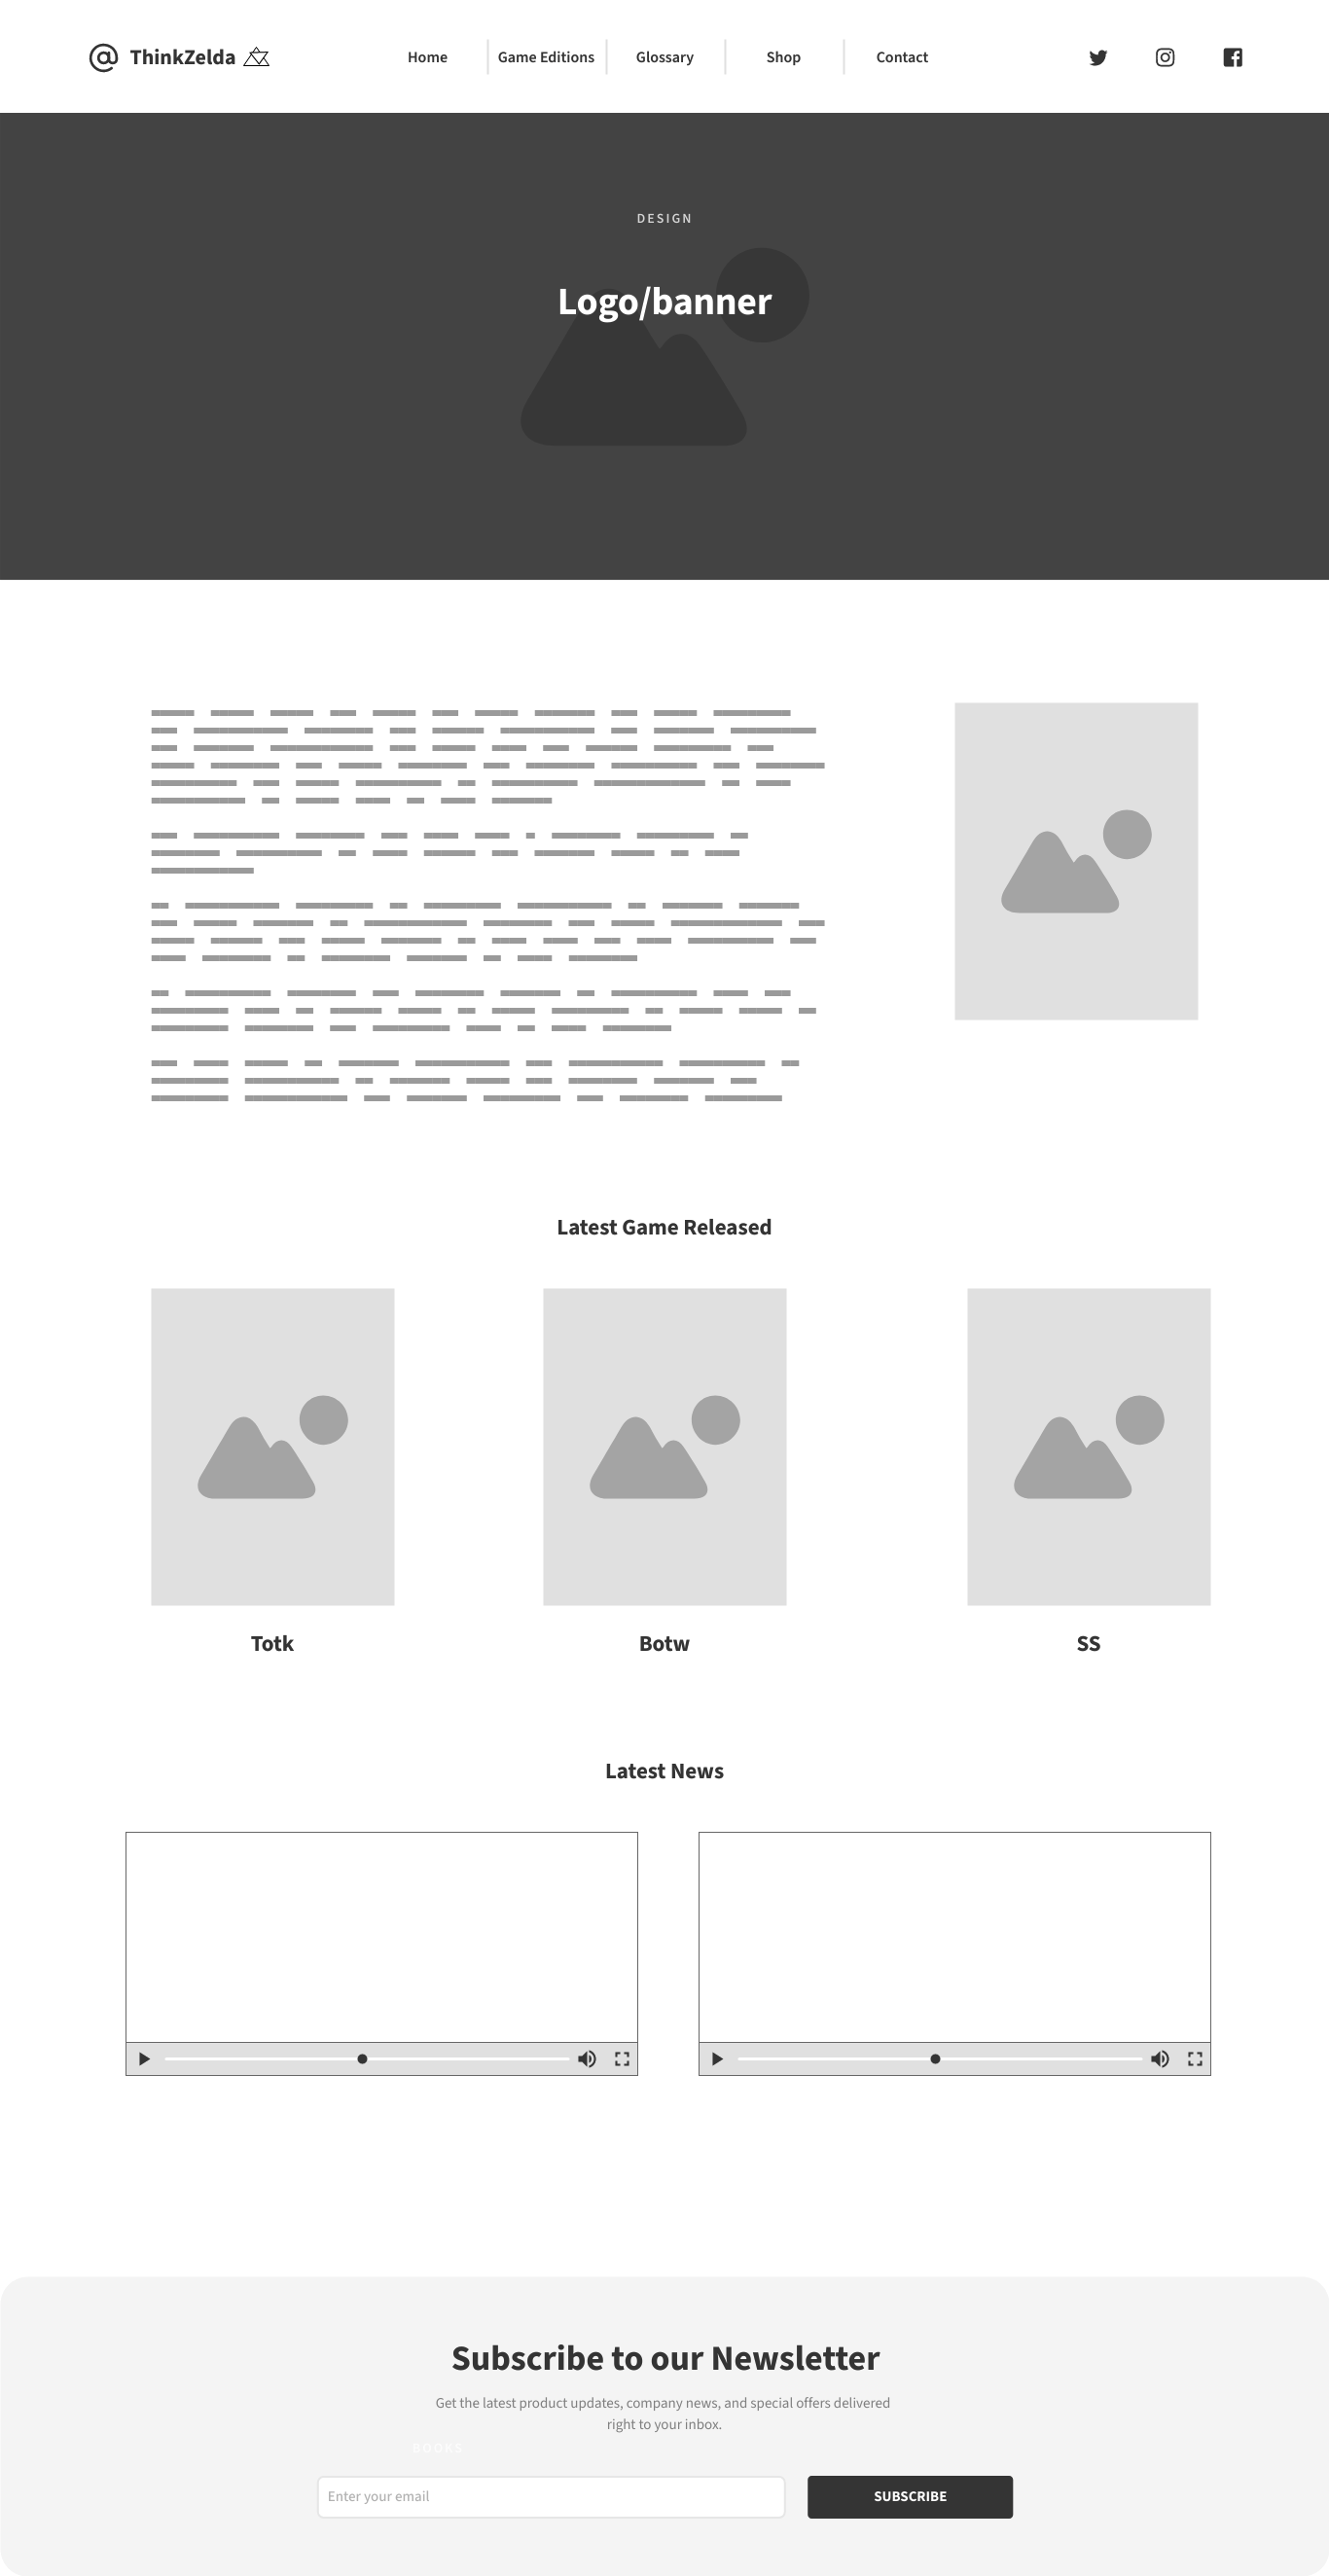 @ ThinkZelda
Home Game Editions Glossary Shop Contact
DESIGN
Logo/banner
Latest Game Released
Totk Botw SS
Latest News
Subscribe to our Newsletter
Get the latest product updates, company news, and special offers delivered
right to your inbox.
BOOKS
Enter your email SUBSCRIBE